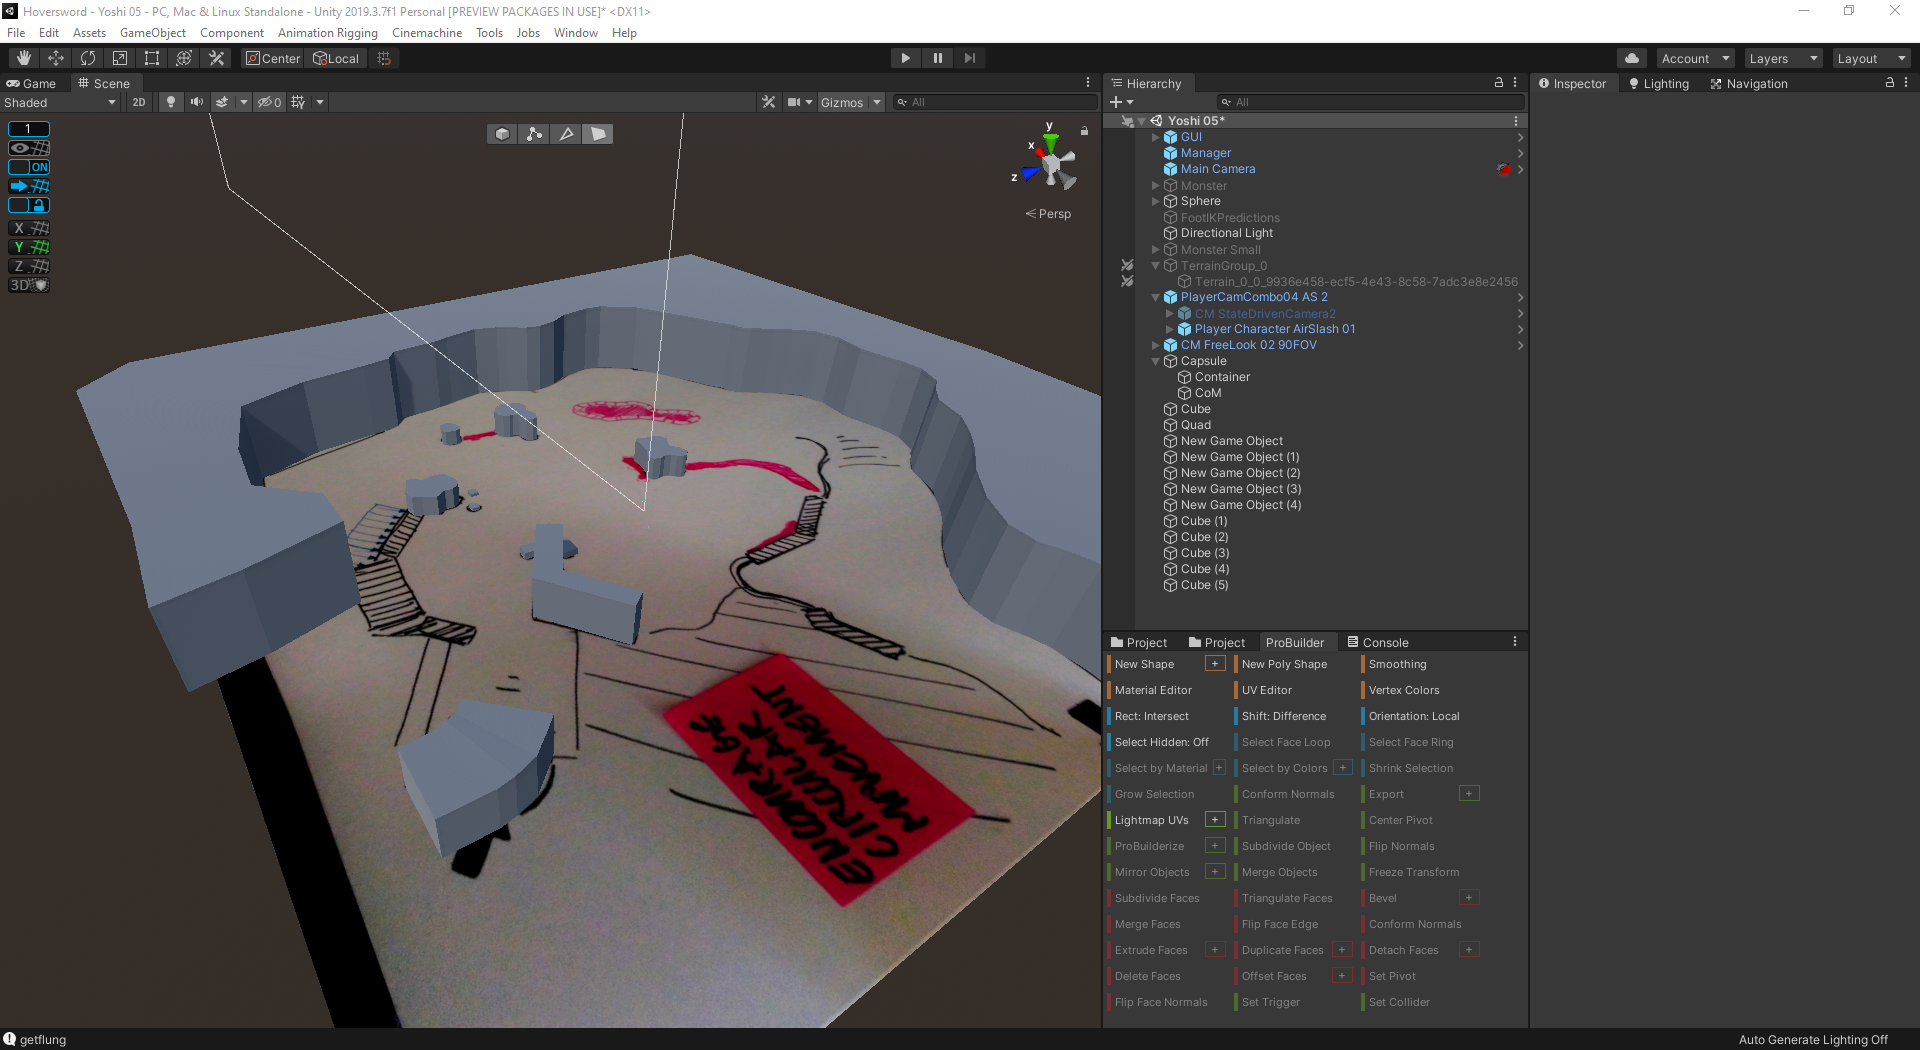 Hoversword - Yoshi 05 - PC, Mac & Linux Standalone - Unity 2019.3.7f1 Personal [PREVIEW PACKAGES IN USE]* <DX11>
File Edit Assets GameObject Component Animation Rigging Cinemachine Tools Jobs Window Help
Center Local Account Layers Layout
Game Scene
Shaded 2D 0 Gizmos All
1
ON
X
Y
Z
3D
y
x
z
Persp
ENCOURAGE
CIRCULAR
MOVEMENT
Hierarchy
All
Yoshi 05*
GUI
Manager
Main Camera
Monster
Sphere
FootIKPredictions
Directional Light
Monster Small
TerrainGroup_0
Terrain_0_0_9936e458-ecf5-4e43-8c58-7adc3e8e2456
PlayerCamCombo04 AS 2
CM StateDrivenCamera2
Player Character AirSlash 01
CM FreeLook 02 90FOV
Capsule
Container
CoM
Cube
Quad
New Game Object
New Game Object (1)
New Game Object (2)
New Game Object (3)
New Game Object (4)
Cube (1)
Cube (2)
Cube (3)
Cube (4)
Cube (5)
Project Project ProBuilder Console
New Shape + New Poly Shape Smoothing
Material Editor UV Editor Vertex Colors
Rect: Intersect Shift: Difference Orientation: Local
Select Hidden: Off Select Face Loop Select Face Ring
Select by Material + Select by Colors + Shrink Selection
Grow Selection Conform Normals Export +
Lightmap UVs + Triangulate Center Pivot
ProBuilderize + Subdivide Object Flip Normals
Mirror Objects + Merge Objects Freeze Transform
Subdivide Faces Triangulate Faces Bevel +
Merge Faces Flip Face Edge Conform Normals
Extrude Faces + Duplicate Faces + Detach Faces +
Delete Faces Offset Faces + Set Pivot
Flip Face Normals Set Trigger Set Collider
Inspector Lighting Navigation
getflung
Auto Generate Lighting Off